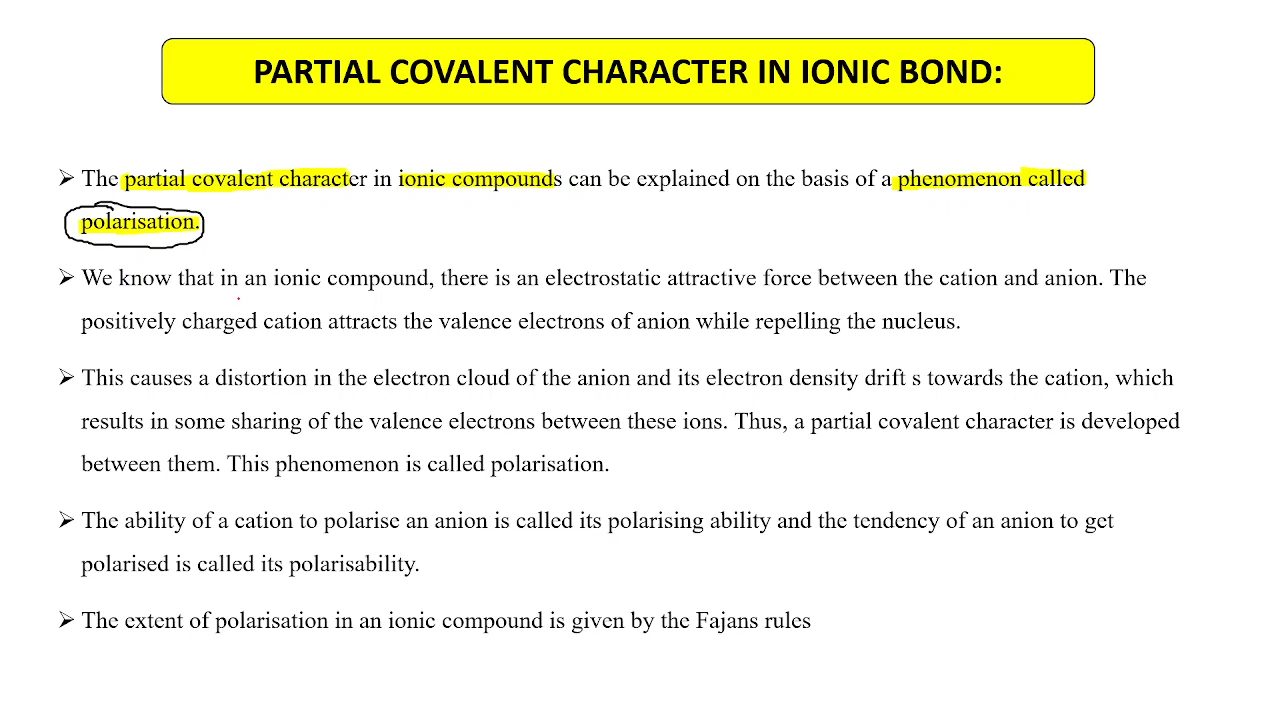 PARTIAL COVALENT CHARACTER IN IONIC BOND:
➢ The partial covalent character in ionic compounds can be explained on the basis of a phenomenon called
polarisation.
➢ We know that in an ionic compound, there is an electrostatic attractive force between the cation and anion. The
positively charged cation attracts the valence electrons of anion while repelling the nucleus.
➢ This causes a distortion in the electron cloud of the anion and its electron density drift s towards the cation, which
results in some sharing of the valence electrons between these ions. Thus, a partial covalent character is developed
between them. This phenomenon is called polarisation.
➢ The ability of a cation to polarise an anion is called its polarising ability and the tendency of an anion to get
polarised is called its polarisability.
➢ The extent of polarisation in an ionic compound is given by the Fajans rules